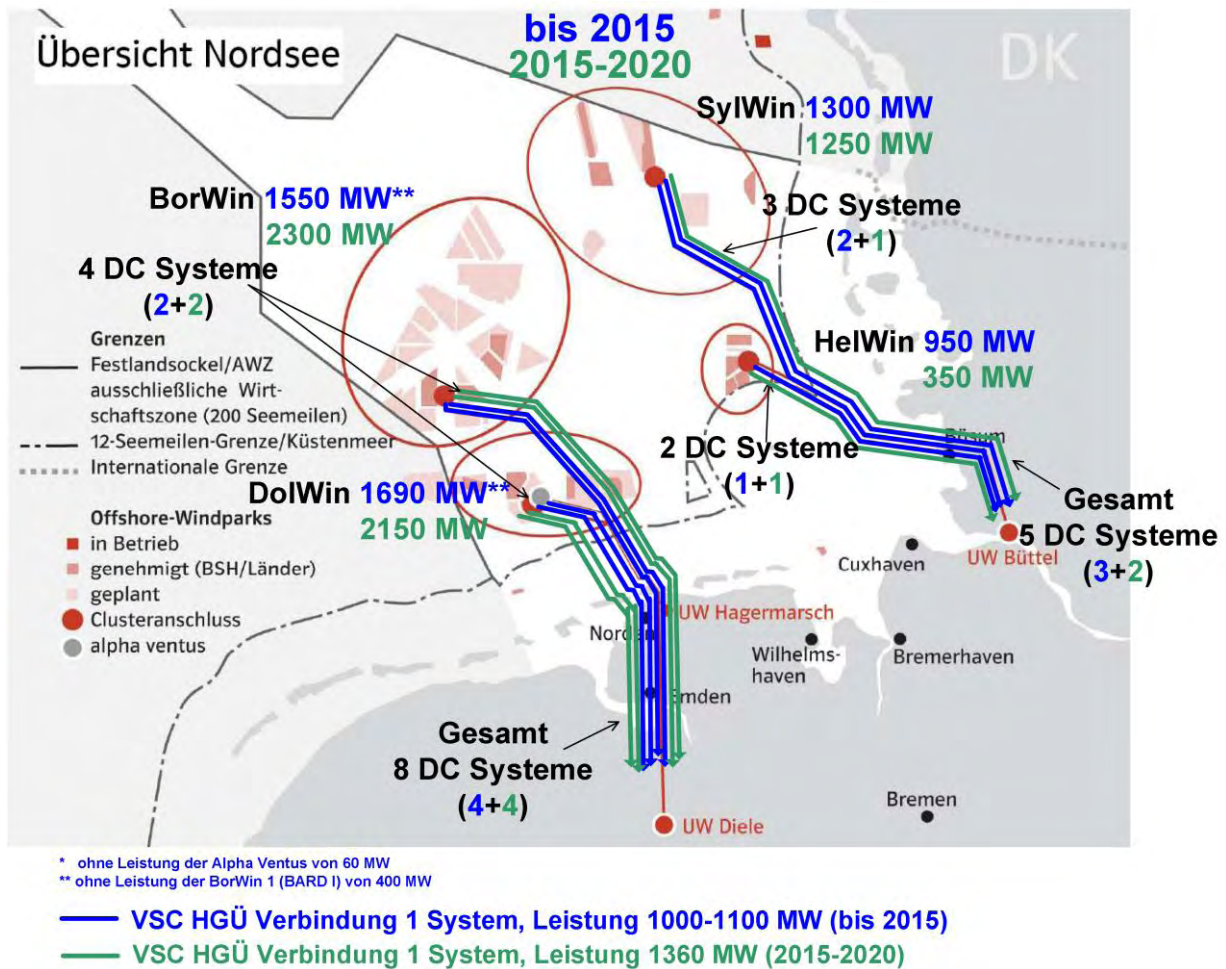 Übersicht Nordsee
bis 2015
2015-2020
DK
SylWin 1300 MW
1250 MW
BorWin 1550 MW**
2300 MW
3 DC Systeme
(2+1)
4 DC Systeme
(2+2)
HelWin 950 MW
350 MW
Grenzen
Festlandsockel/AWZ
ausschließliche Wirt-
schaftszone (200 Seemeilen)
12-Seemeilen-Grenze/Küstenmeer
Internationale Grenze
Büsum
2 DC Systeme
(1+1)
DolWin 1690 MW**
2150 MW
Gesamt
5 DC Systeme
(3+2)
Offshore-Windparks
in Betrieb
genehmigt (BSH/Länder)
geplant
Clusteranschluss
alpha ventus
Cuxhaven
UW Büttel
UW Hagermarsch
Norden
Wilhelms-
haven
Bremerhaven
Emden
Gesamt
8 DC Systeme
(4+4)
Bremen
UW Diele
* ohne Leistung der Alpha Ventus von 60 MW
** ohne Leistung der BorWin 1 (BARD I) von 400 MW
VSC HGÜ Verbindung 1 System, Leistung 1000-1100 MW (bis 2015)
VSC HGÜ Verbindung 1 System, Leistung 1360 MW (2015-2020)